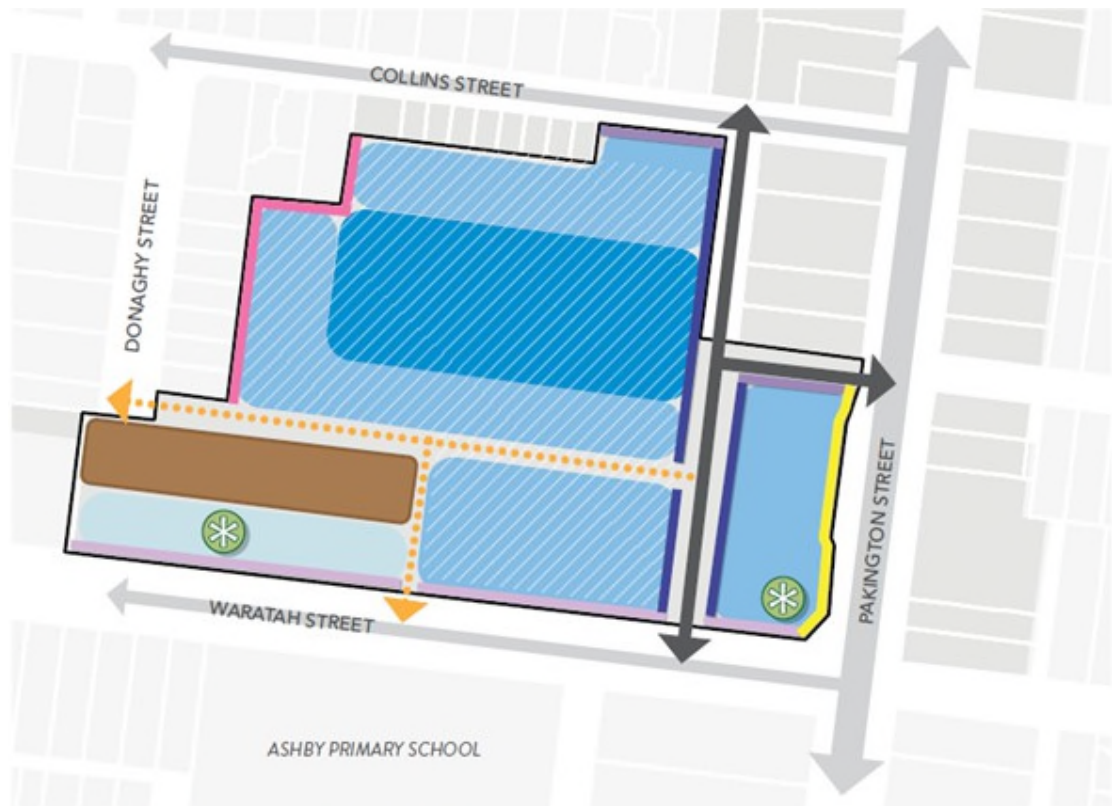 COLLINS STREET
DONAGHY STREET
PAKINGTON STREET
WARATAH STREET
ASHBY PRIMARY SCHOOL